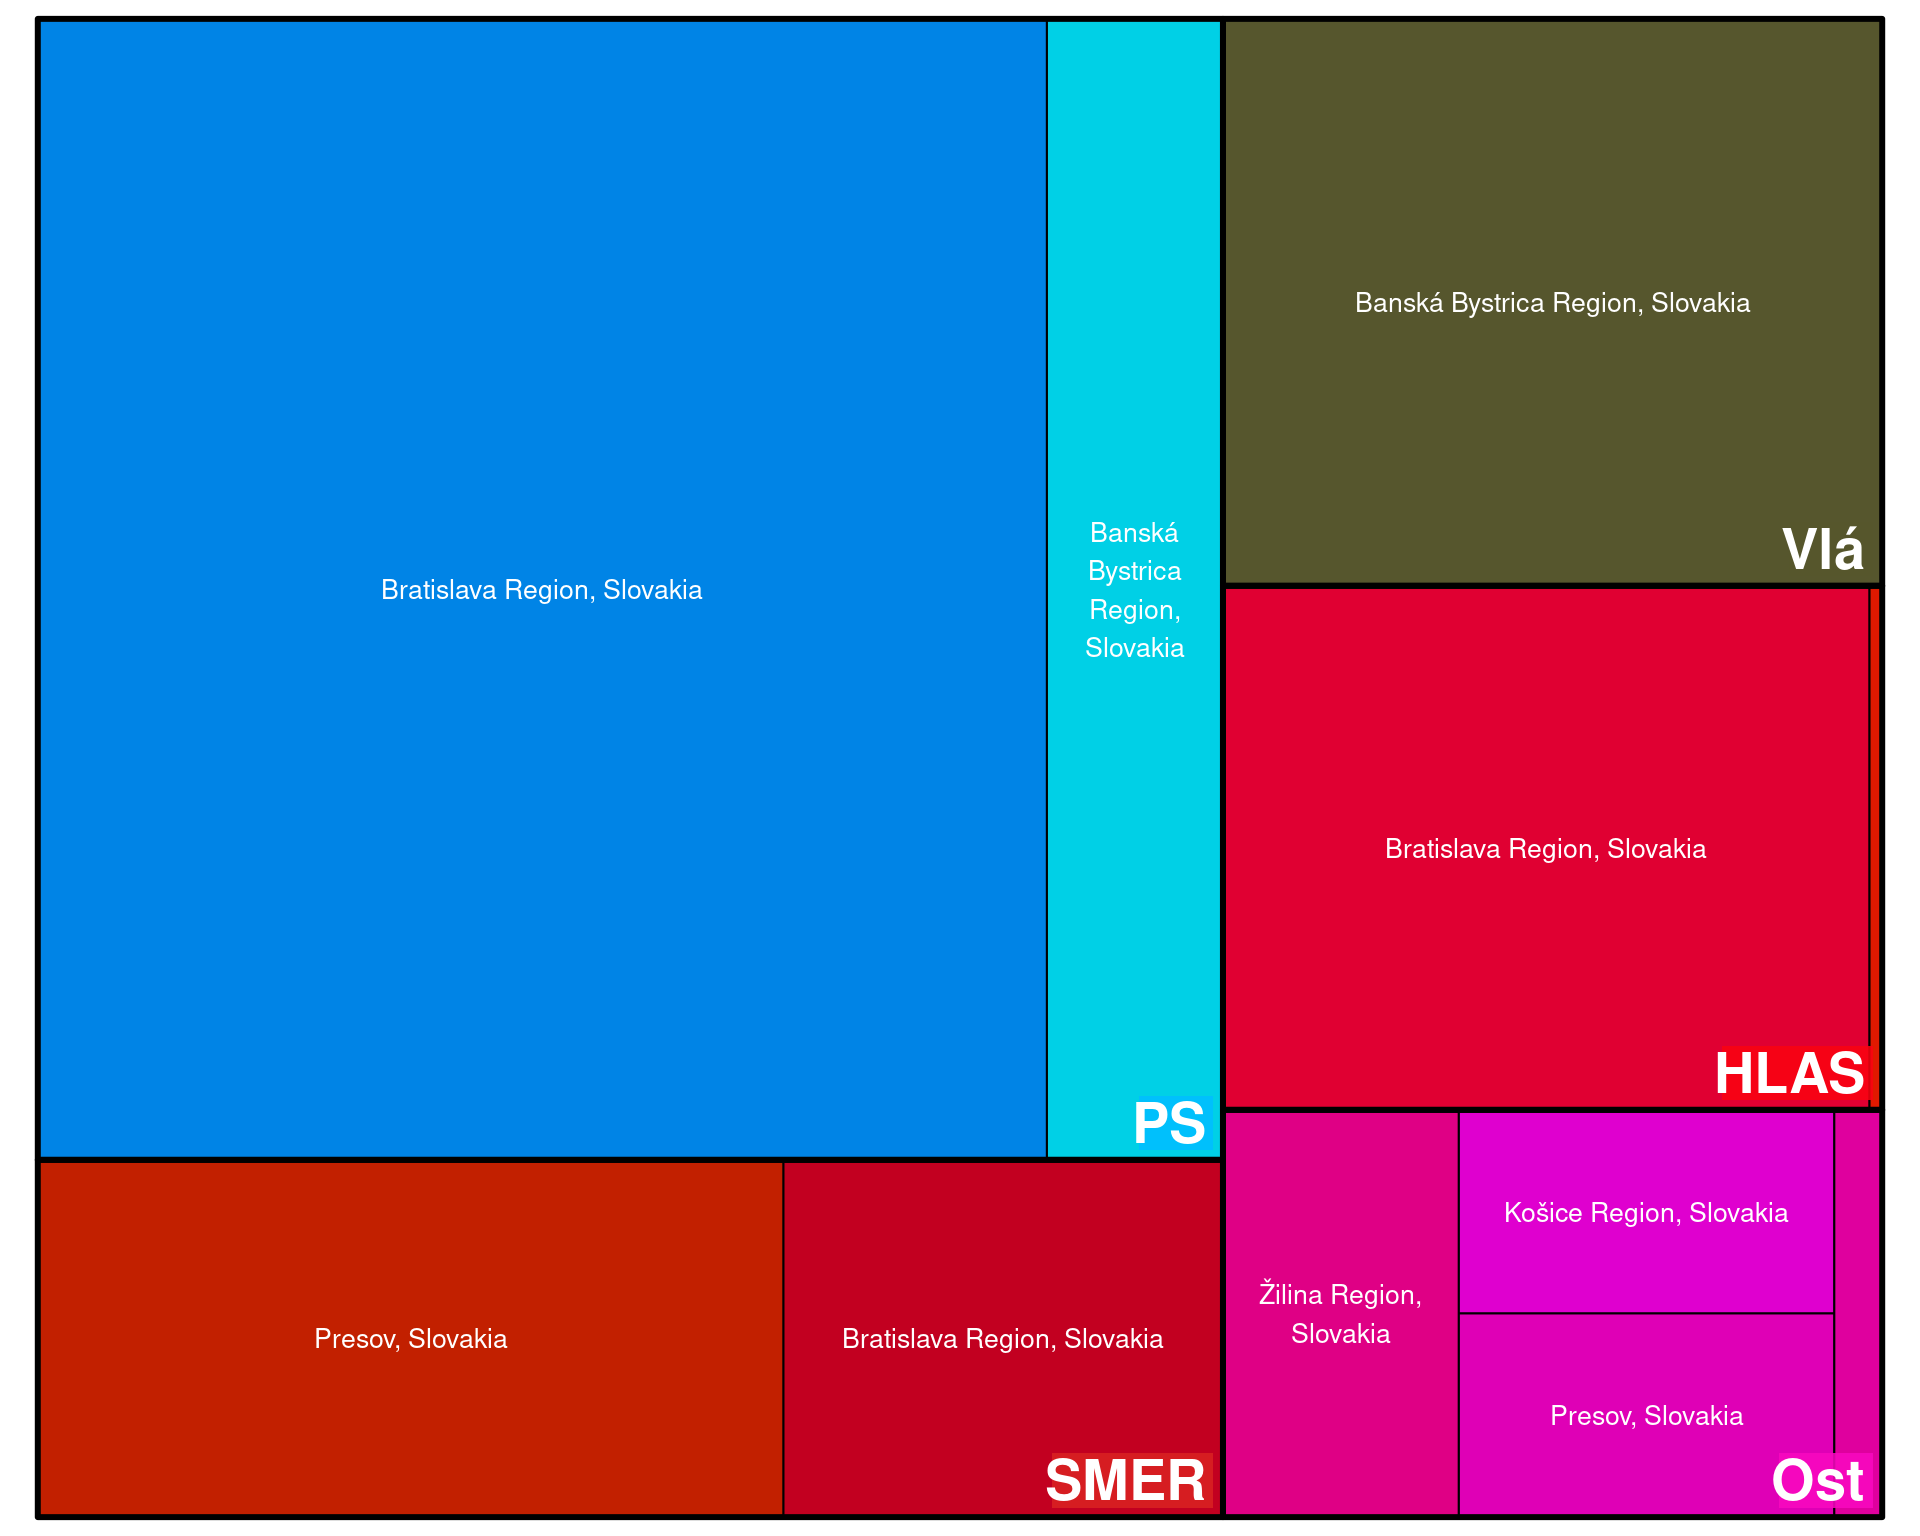 Bratislava Region, Slovakia
Banská
Bystrica
Region,
Slovakia
PS
Presov, Slovakia
Bratislava Region, Slovakia
SMER
Banská Bystrica Region, Slovakia
Vlá
Bratislava Region, Slovakia
HLAS
Žilina Region,
Slovakia
Košice Region, Slovakia
Presov, Slovakia
Ost